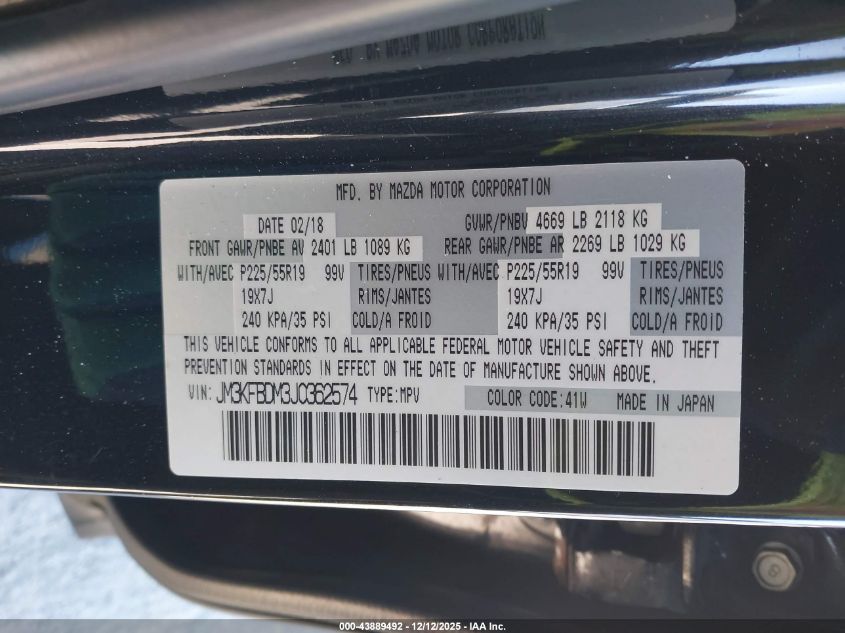 MFD. BY MAZDA MOTOR CORPORATION
DATE 02/18 GVWR/PNBV 4669 LB 2118 KG
FRONT GAWR/PNBE AV 2401 LB 1089 KG REAR GAWR/PNBE AR 2269 LB 1029 KG
WITH/AVEC P225/55R19 99V TIRES/PNEUS WITH/AVEC P225/55R19 99V TIRES/PNEUS
19X7J RIMS/JANTES 19X7J RIMS/JANTES
240 KPA/35 PSI COLD/A FROID 240 KPA/35 PSI COLD/A FROID
THIS VEHICLE CONFORMS TO ALL APPLICABLE FEDERAL MOTOR VEHICLE SAFETY AND THEFT
PREVENTION STANDARDS IN EFFECT ON THE DATE OF MANUFACTURE SHOWN ABOVE.
VIN: JM3KFBDM3J0362574 TYPE:MPV COLOR CODE:41W MADE IN JAPAN
8
000-43889492 - 12/12/2025 - IAA Inc.